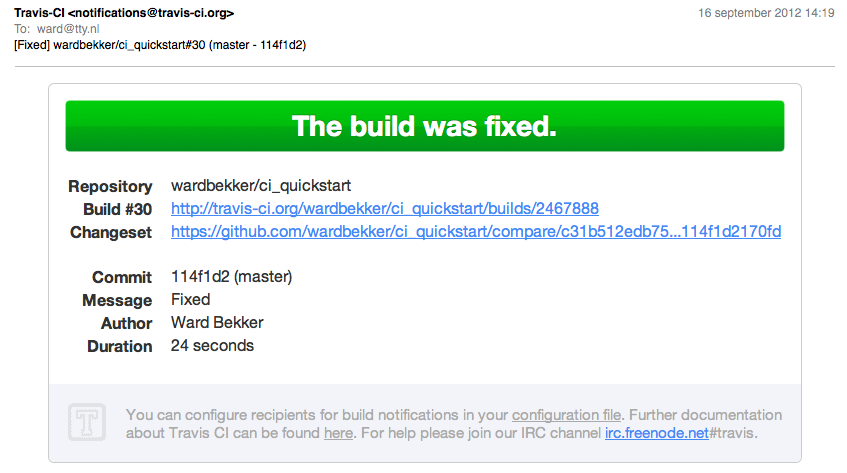 Travis-CI <notifications@travis-ci.org>
16 september 2012 14:19
To: ward@tty.nl
[Fixed] wardbekker/ci_quickstart#30 (master - 114f1d2)
The build was fixed.
Repository wardbekker/ci_quickstart
Build #30 http://travis-ci.org/wardbekker/ci_quickstart/builds/2467888
Changeset https://github.com/wardbekker/ci_quickstart/compare/c31b512edb75...114f1d2170fd
Commit 114f1d2 (master)
Message Fixed
Author Ward Bekker
Duration 24 seconds
T
You can configure recipients for build notifications in your configuration file. Further documentation
about Travis CI can be found here. For help please join our IRC channel irc.freenode.net#travis.